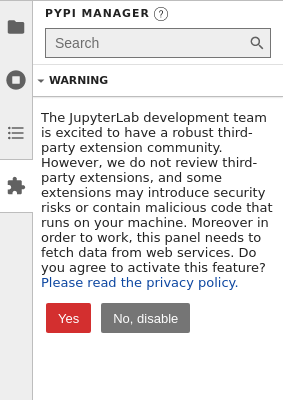 PYPI MANAGER ?
Search
WARNING
The JupyterLab development team
is excited to have a robust third-
party extension community.
However, we do not review third-
party extensions, and some
extensions may introduce security
risks or contain malicious code that
runs on your machine. Moreover in
order to work, this panel needs to
fetch data from web services. Do
you agree to activate this feature?
Please read the privacy policy.
Yes No, disable